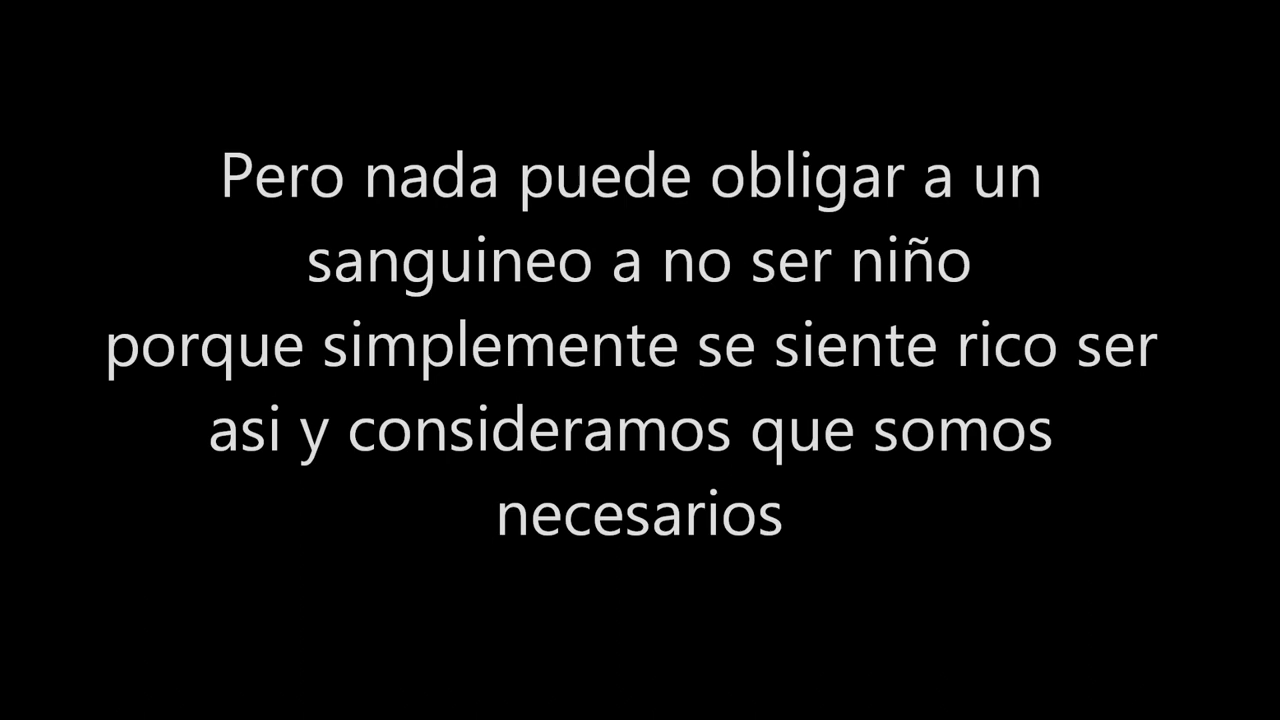 Pero nada puede obligar a un
sanguineo a no ser niño
porque simplemente se siente rico ser
asi y consideramos que somos
necesarios